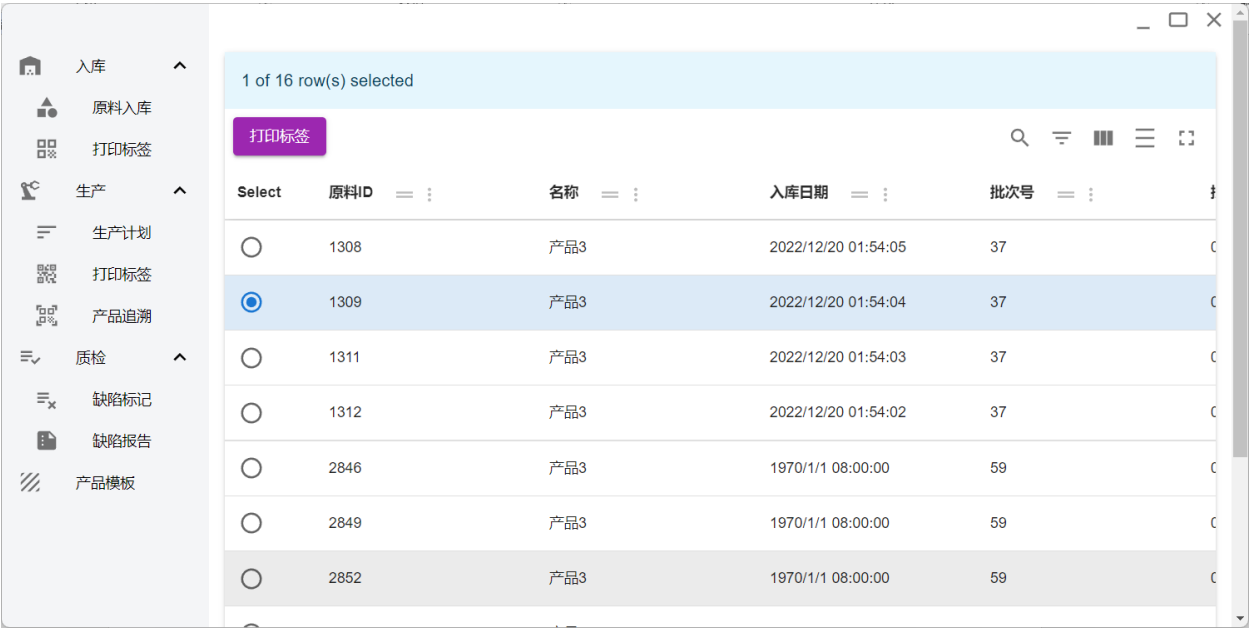 入库
原料入库
打印标签
生产
生产计划
打印标签
产品追溯
质检
缺陷标记
缺陷报告
产品模板
1 of 16 row(s) selected
打印标签
Select 原料ID 名称 入库日期 批次号
1308 产品3 2022/12/20 01:54:05 37
1309 产品3 2022/12/20 01:54:04 37
1311 产品3 2022/12/20 01:54:03 37
1312 产品3 2022/12/20 01:54:02 37
2846 产品3 1970/1/1 08:00:00 59
2849 产品3 1970/1/1 08:00:00 59
2852 产品3 1970/1/1 08:00:00 59